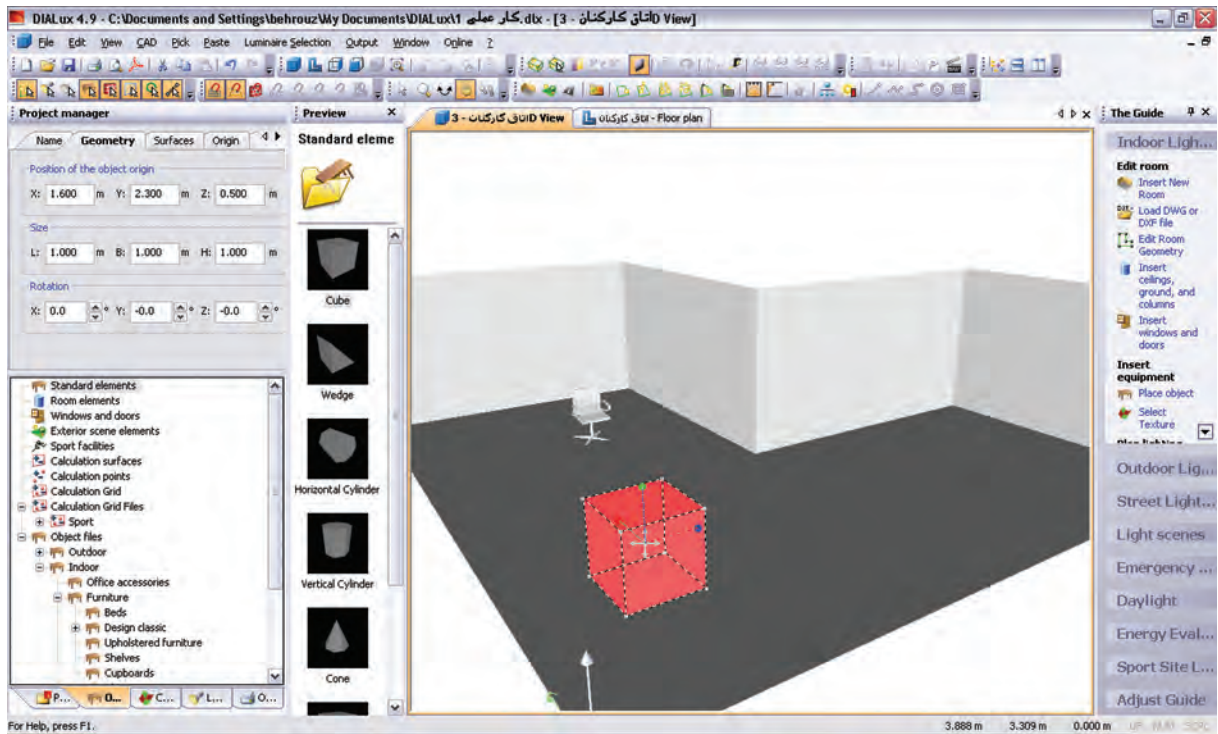 DIALux 4.9 - C:\Documents and Settings\behrouz\My Documents\DIALux\1 کار عملی.dlx - [3 - اتاق کارکنانD View]
File Edit View CAD Pick Paste Luminaire Selection Output Window Online ?
Project manager
Name Geometry Surfaces Origin
Position of the object origin
X: 1.600 m Y: 2.300 m Z: 0.500 m
Size
L: 1.000 m B: 1.000 m H: 1.000 m
Rotation
X: 0.0 ° Y: -0.0 ° Z: -0.0 °
Standard elements
Room elements
Windows and doors
Exterior scene elements
Sport facilities
Calculation surfaces
Calculation points
Calculation Grid
Calculation Grid Files
Sport
Object files
Outdoor
Indoor
Office accessories
Furniture
Beds
Design classic
Upholstered furniture
Shelves
Cupboards
P... O... C... L... O...
Preview
Standard eleme
Cube
Wedge
Horizontal Cylinder
Vertical Cylinder
Cone
3 - اتاق کارکنانD View
اتاق کارکنان - Floor plan
The Guide
Indoor Ligh...
Edit room
Insert New
Room
Load DWG or
DXF file
Edit Room
Geometry
Insert
ceilings,
ground, and
columns
Insert
windows and
doors
Insert
equipment
Place object
Select
Texture
Outdoor Lig...
Street Light...
Light scenes
Emergency ...
Daylight
Energy Eval...
Sport Site L...
Adjust Guide
For Help, press F1.
3.888 m 3.309 m 0.000 m